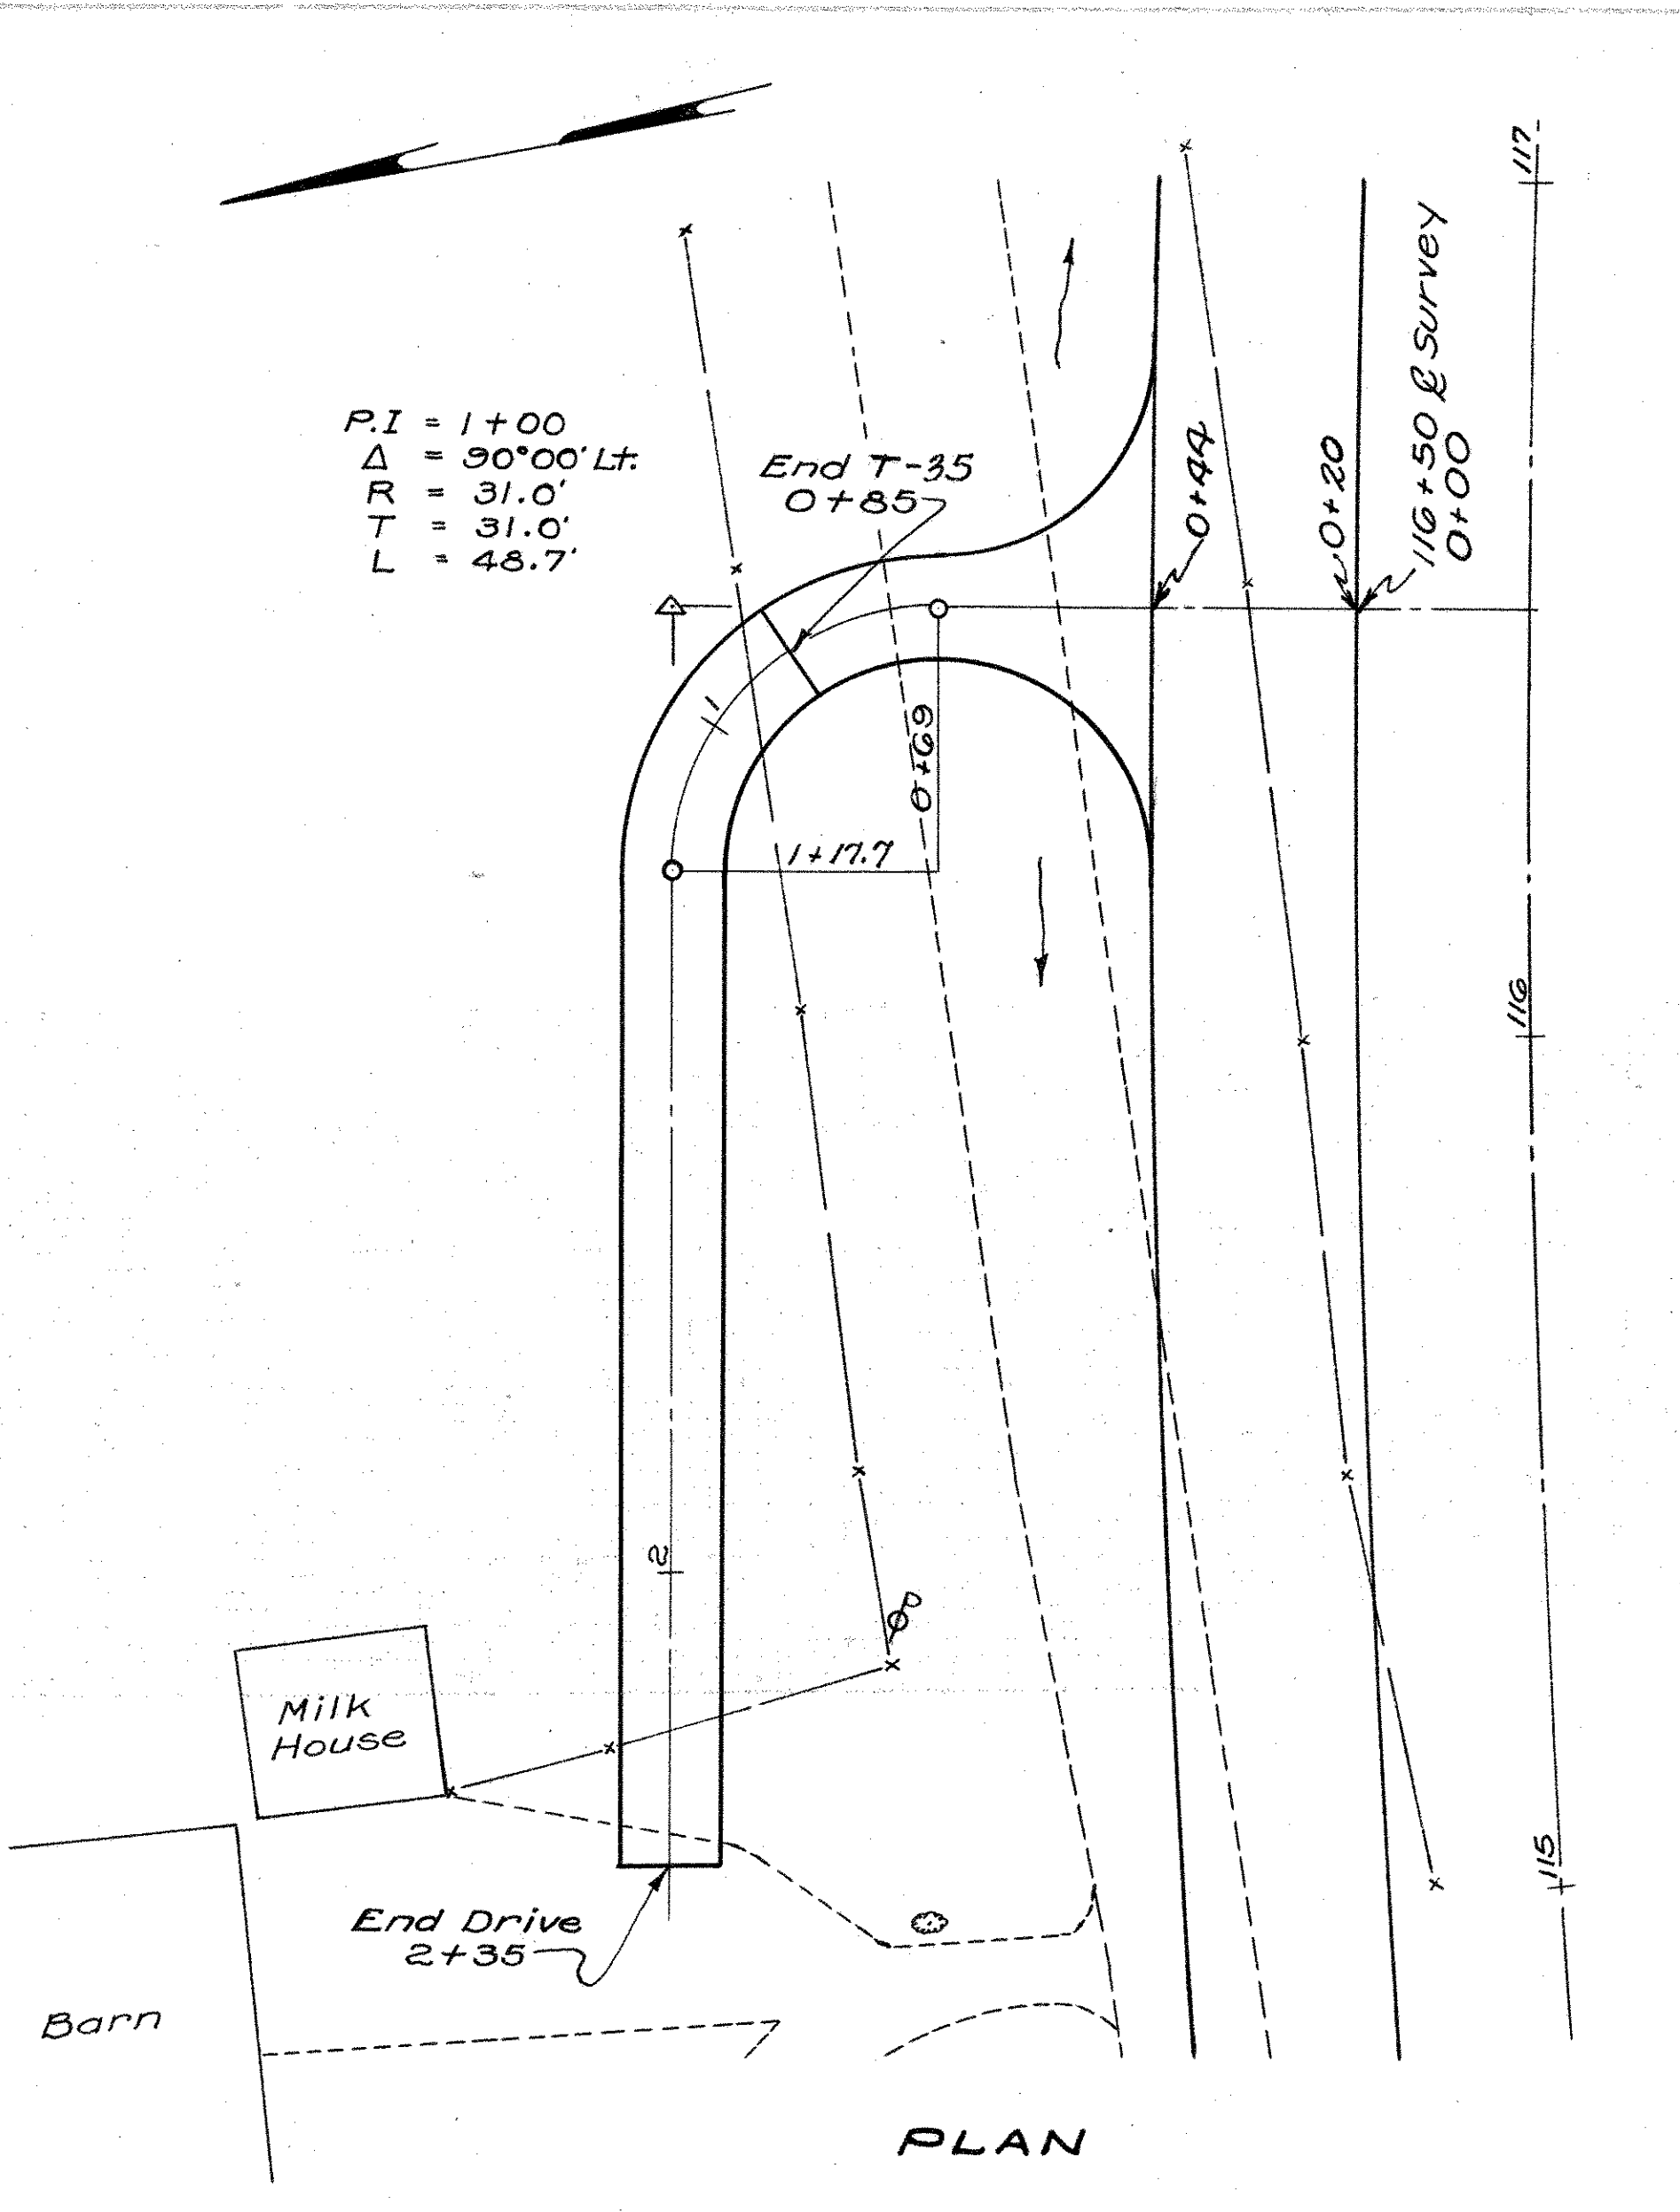 P.I = 1+00
Δ = 90°00' Lt.
R = 31.0'
T = 31.0'
L = 48.7'
End T-35
0+85
0+44
0+20
116+50 ℄ Survey
0+00
117
116
115
0+69
1+17.7
1
2
P
Milk
House
End Drive
2+35
Barn
PLAN